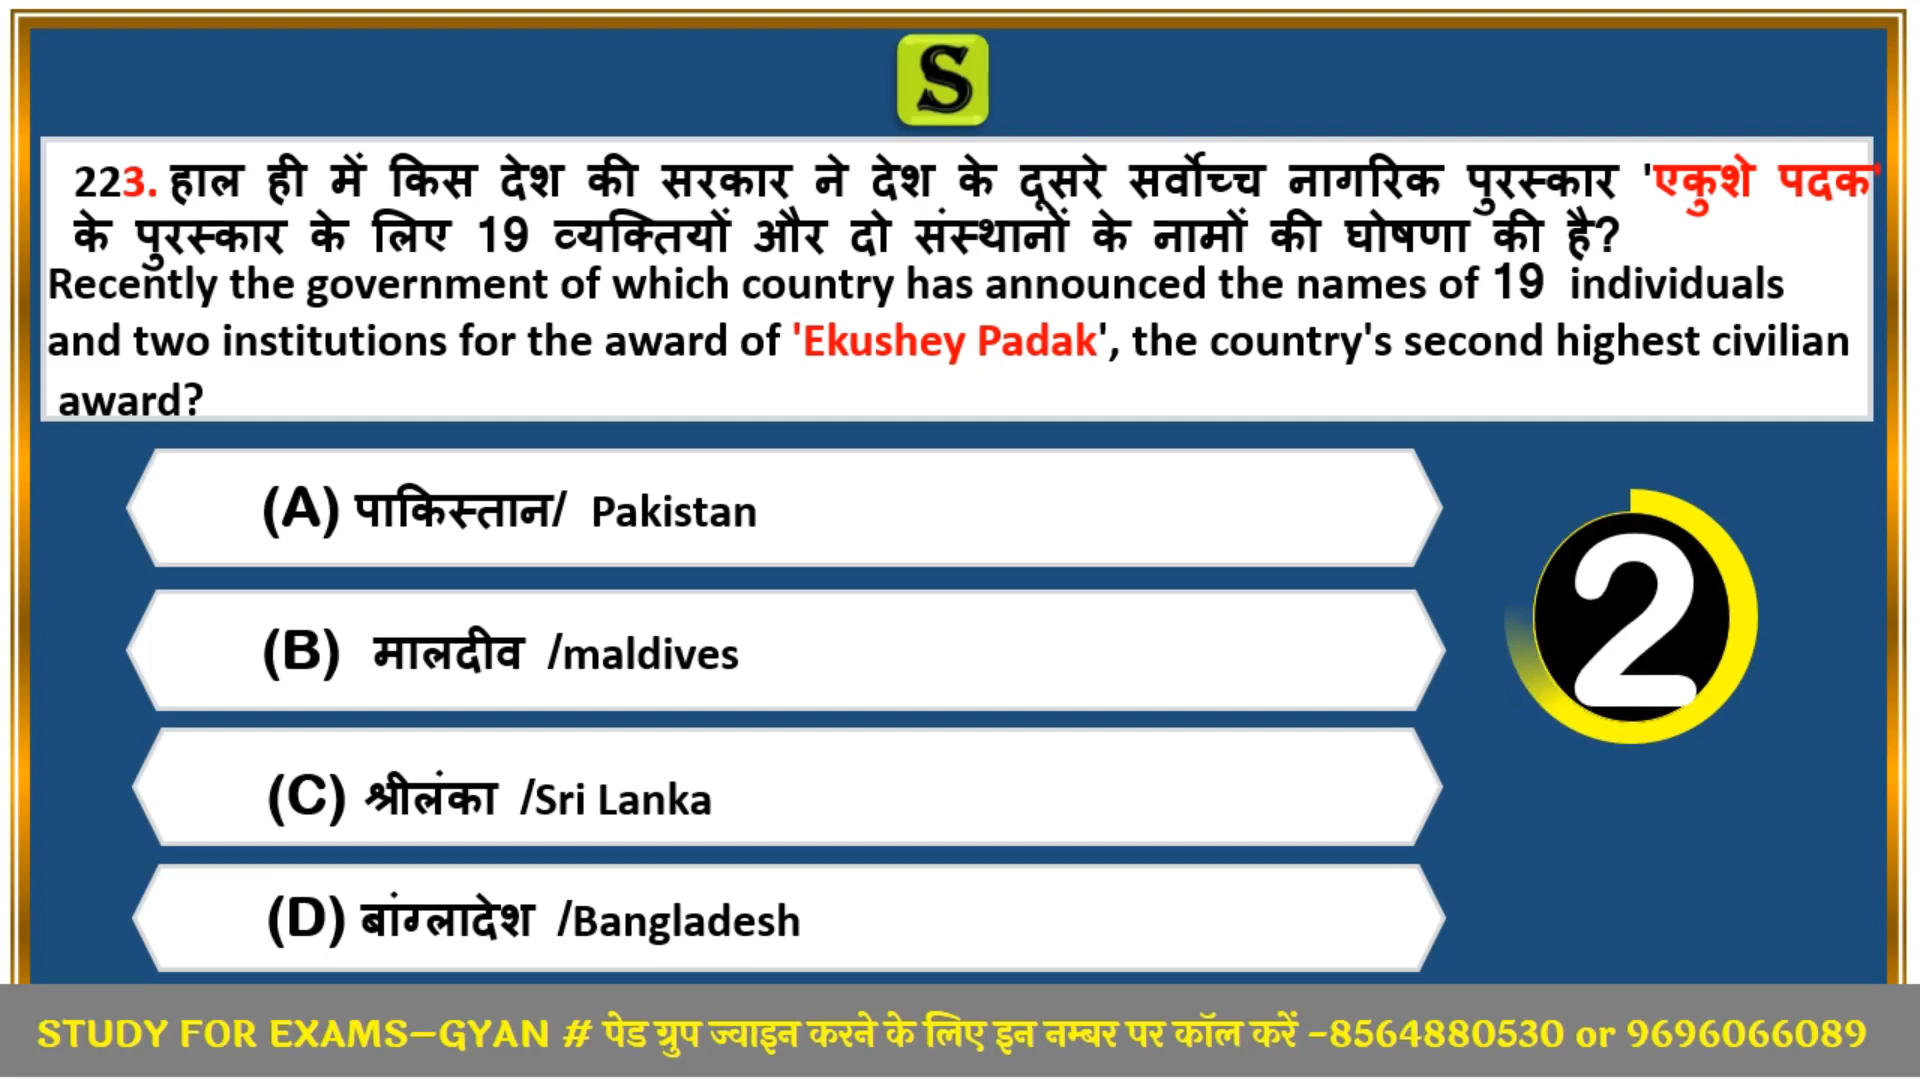 S
223. हाल ही में किस देश की सरकार ने देश के दूसरे सर्वोच्च नागरिक पुरस्कार 'एकुशे पदक'
के पुरस्कार के लिए 19 व्यक्तियों और दो संस्थानों के नामों की घोषणा की है?
Recently the government of which country has announced the names of 19 individuals
and two institutions for the award of 'Ekushey Padak', the country's second highest civilian
award?
(A) पाकिस्तान/ Pakistan
(B) मालदीव /maldives
2
(C) श्रीलंका /Sri Lanka
(D) बांग्लादेश /Bangladesh
STUDY FOR EXAMS–GYAN # पेड ग्रुप ज्वाइन करने के लिए इन नम्बर पर कॉल करें –8564880530 or 9696066089